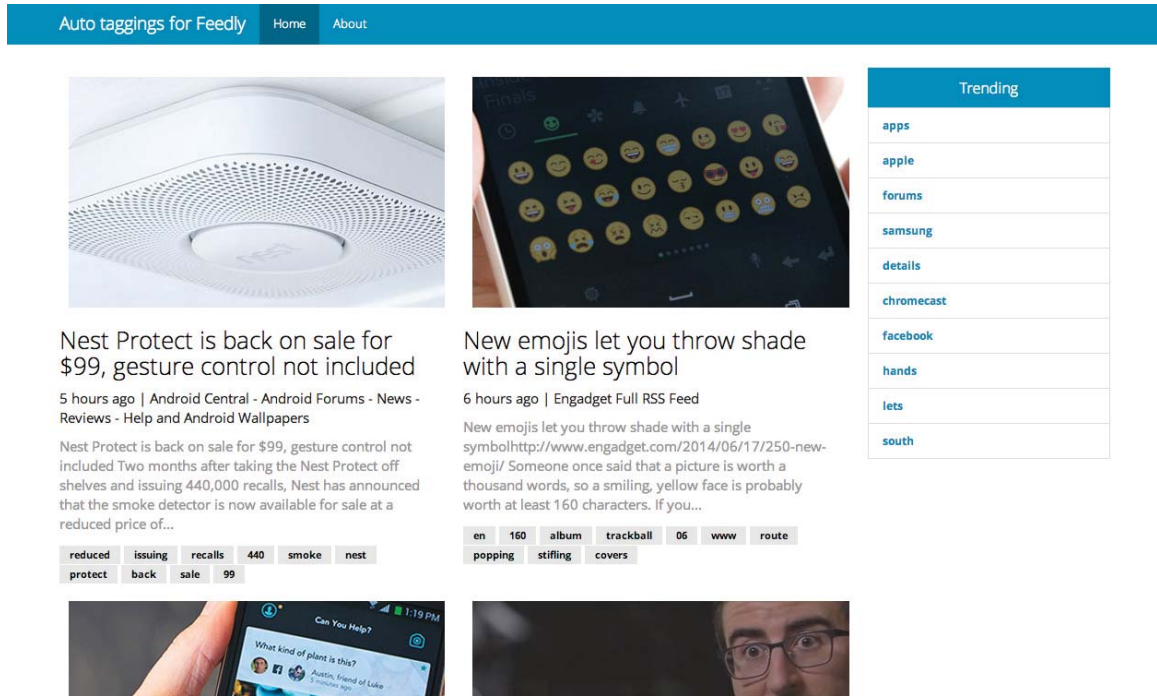 Auto taggings for Feedly Home About
nest
Inside
Finals
17
Nest Protect is back on sale for
$99, gesture control not included
5 hours ago | Android Central - Android Forums - News -
Reviews - Help and Android Wallpapers
Nest Protect is back on sale for $99, gesture control not
included Two months after taking the Nest Protect off
shelves and issuing 440,000 recalls, Nest has announced
that the smoke detector is now available for sale at a
reduced price of...
reduced issuing recalls 440 smoke nest
protect back sale 99
New emojis let you throw shade
with a single symbol
6 hours ago | Engadget Full RSS Feed
New emojis let you throw shade with a single
symbolhttp://www.engadget.com/2014/06/17/250-new-
emoji/ Someone once said that a picture is worth a
thousand words, so a smiling, yellow face is probably
worth at least 160 characters. If you...
en 160 album trackball 06 www route
popping stifling covers
1:19 PM
Can You Help?
What kind of plant is this?
Austin, friend of Luke
5 minutes ago
Trending
apps
apple
forums
samsung
details
chromecast
facebook
hands
lets
south